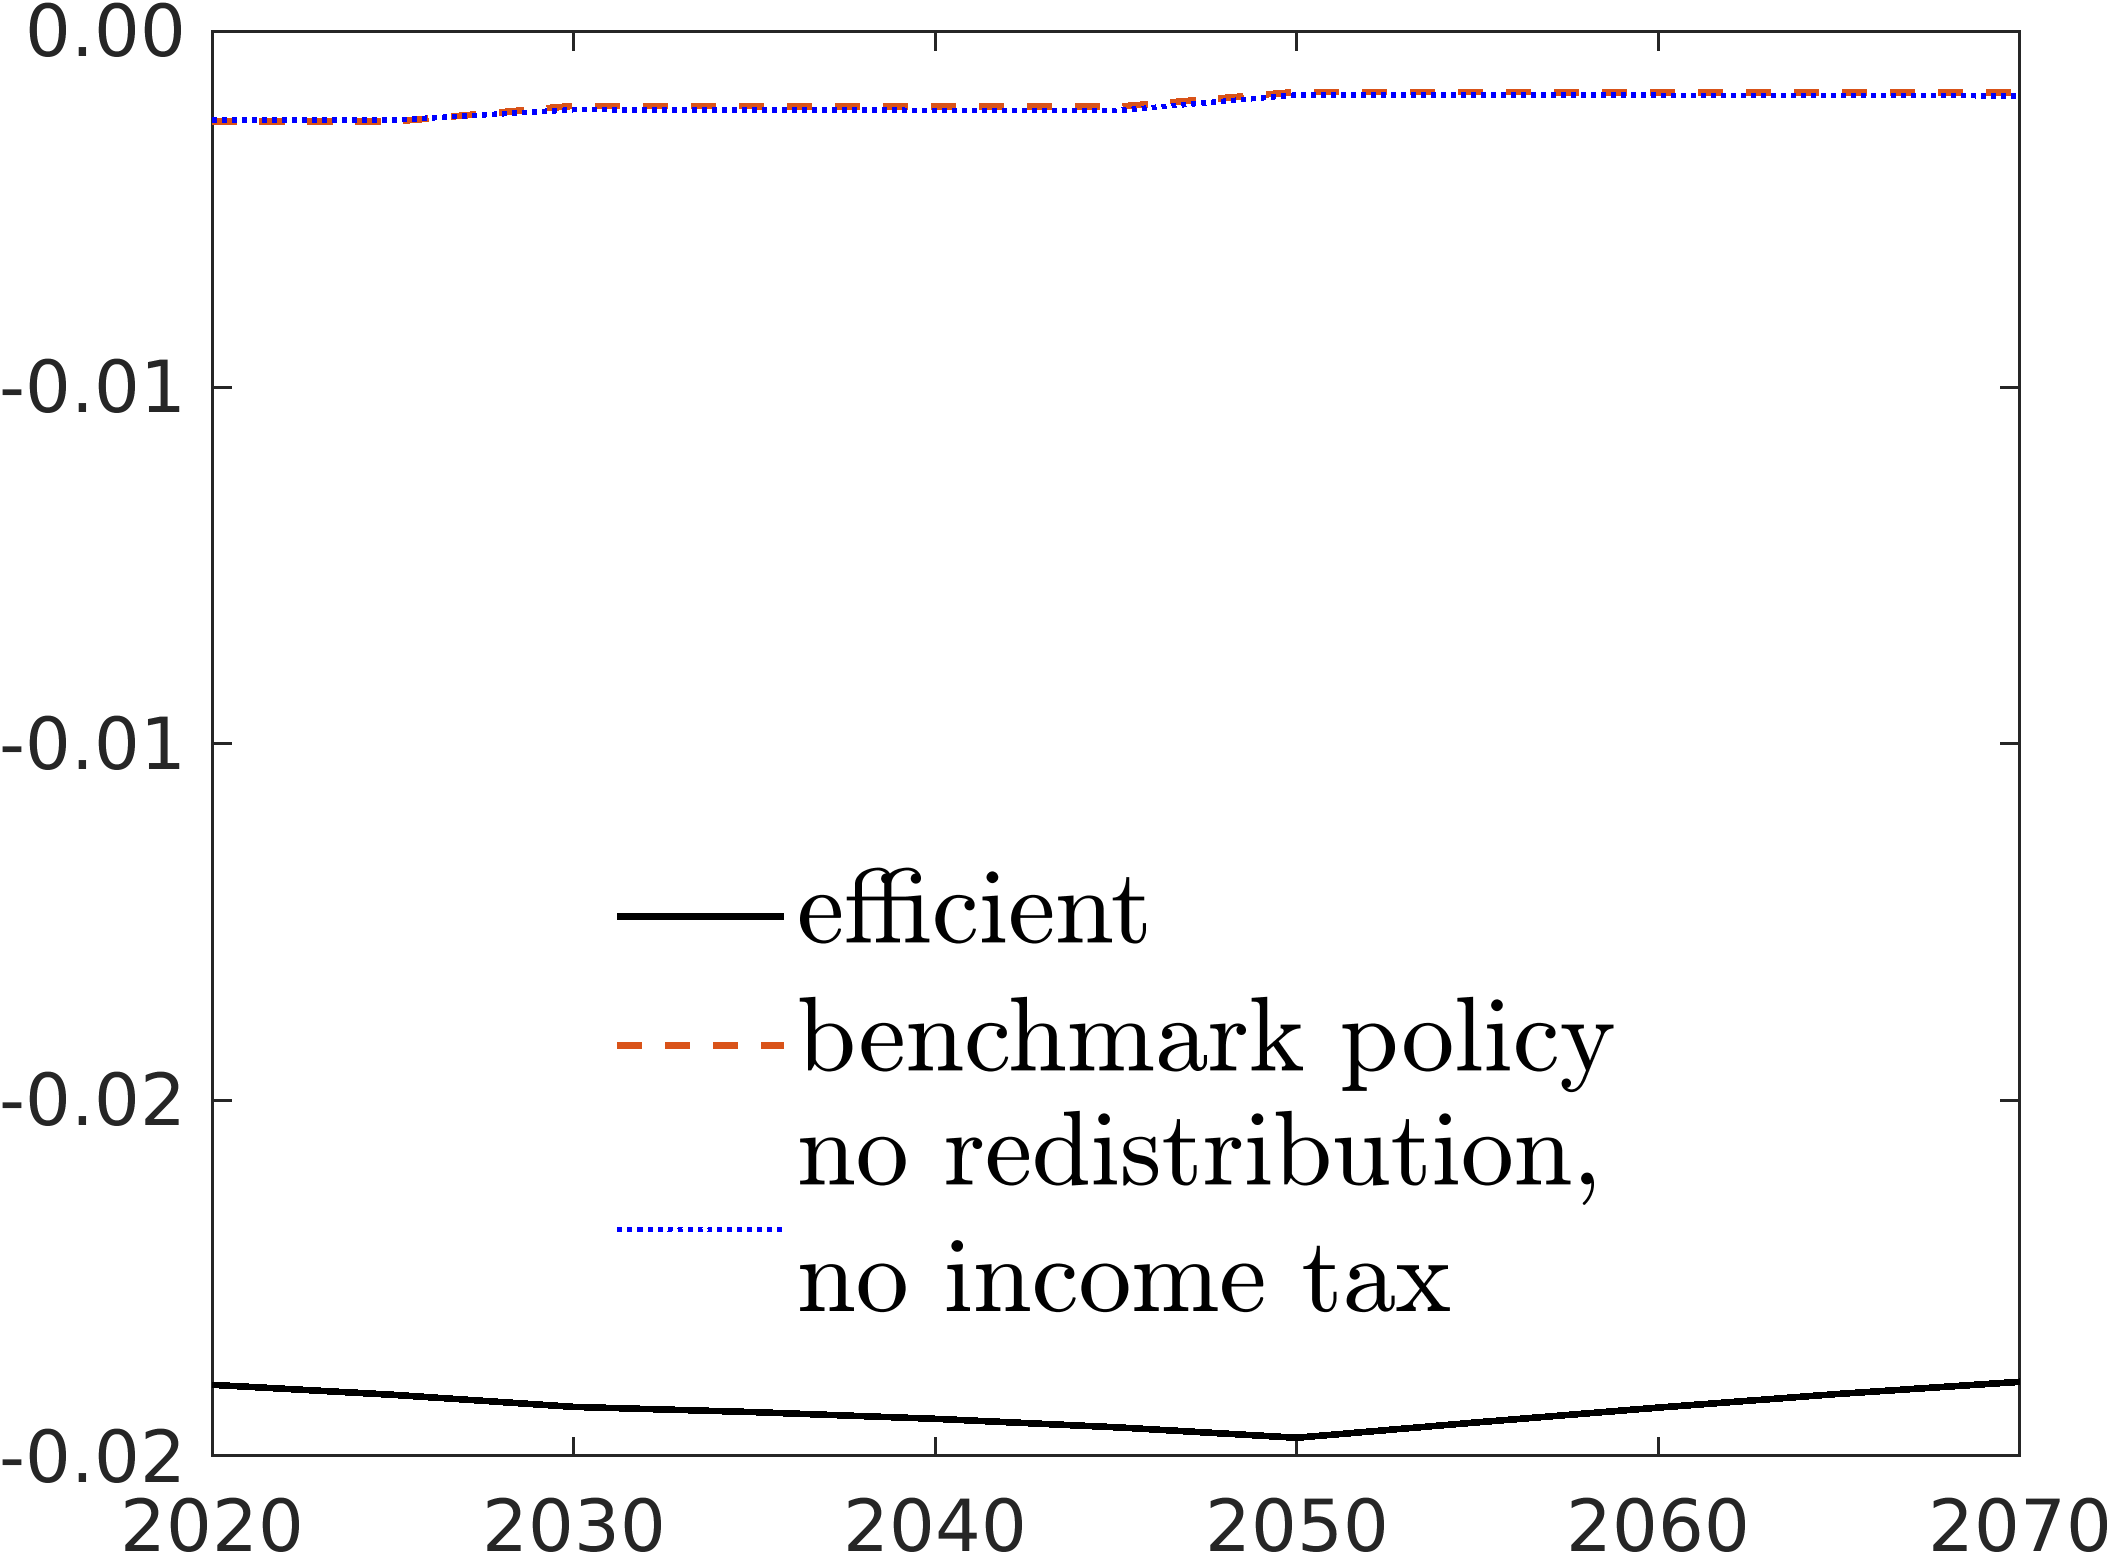 0.00
-0.01
-0.01
-0.02
-0.02
efficient
benchmark policy
no redistribution,
no income tax
2020 2030 2040 2050 2060 2070